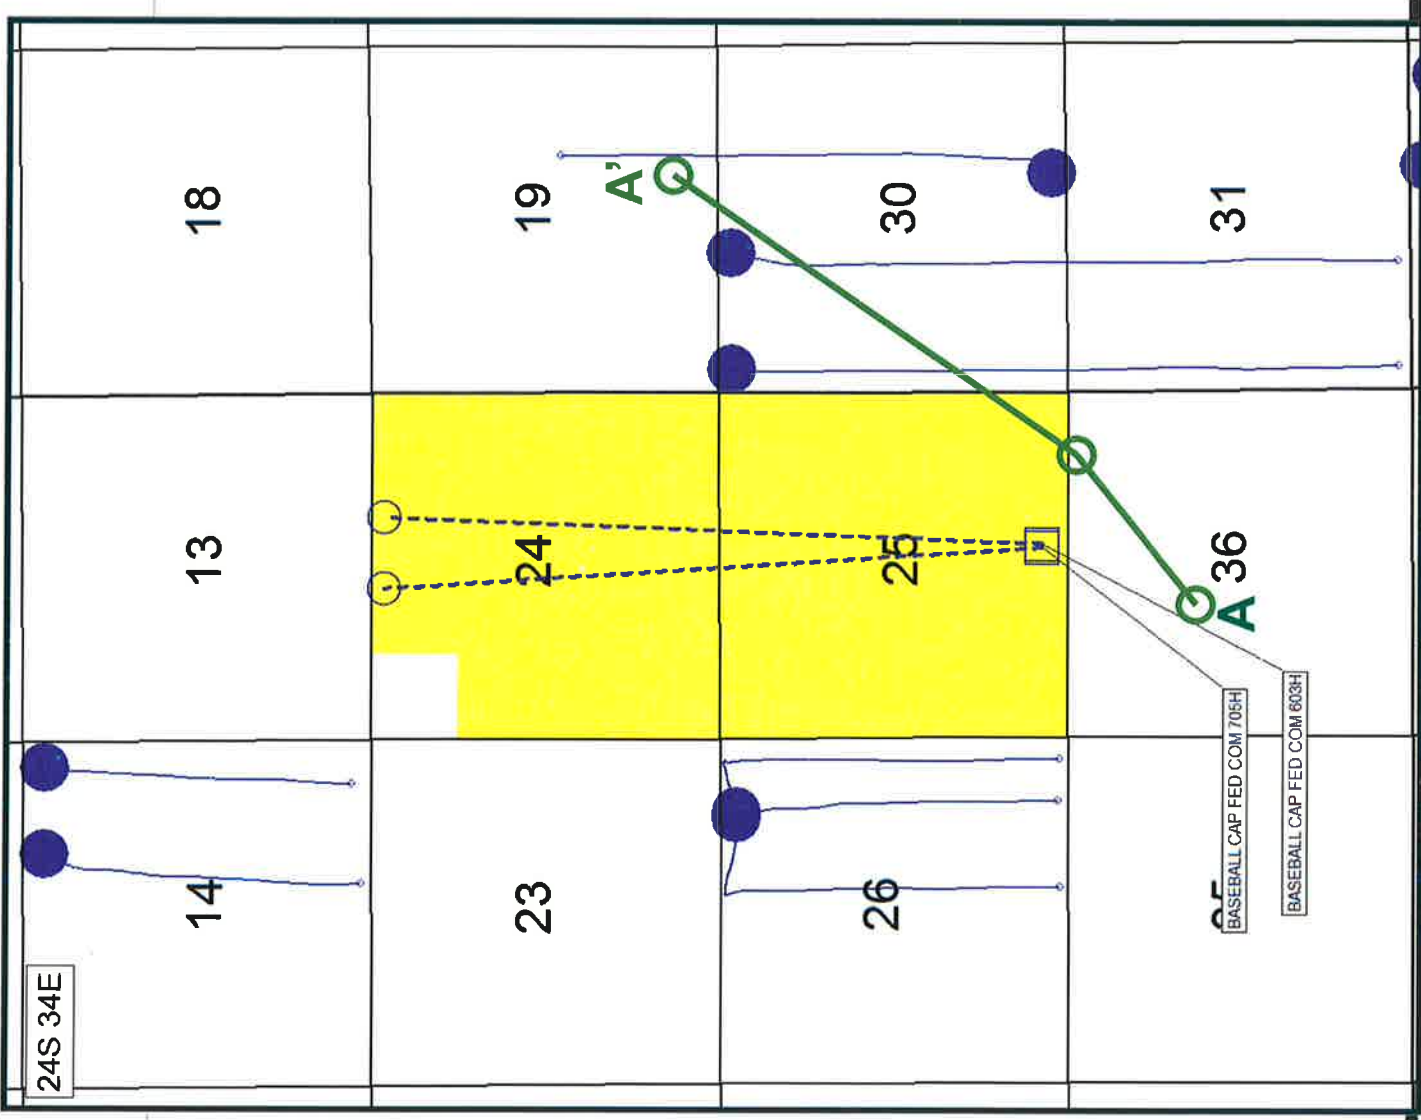 24S 34E
14 13 18
23 24 19
A'
26 25 30
36 31
A
BASEBALL CAP FED COM 705H
BASEBALL CAP FED COM 603H